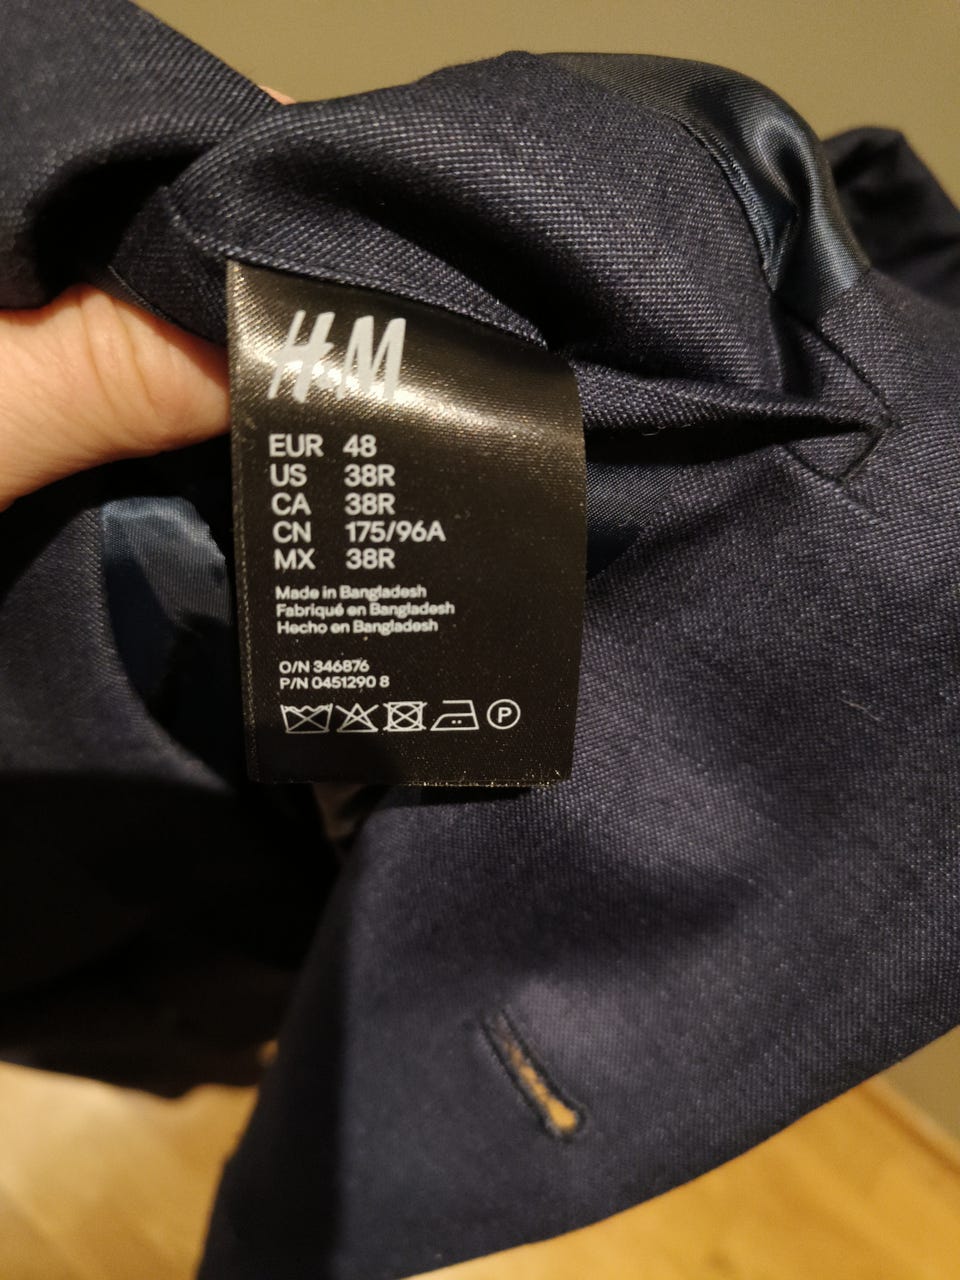 H&M
EUR 48
US 38R
CA 38R
CN 175/96A
MX 38R
Made in Bangladesh
Fabriqué en Bangladesh
Hecho en Bangladesh
O/N 346876
P/N 0451290 8
P